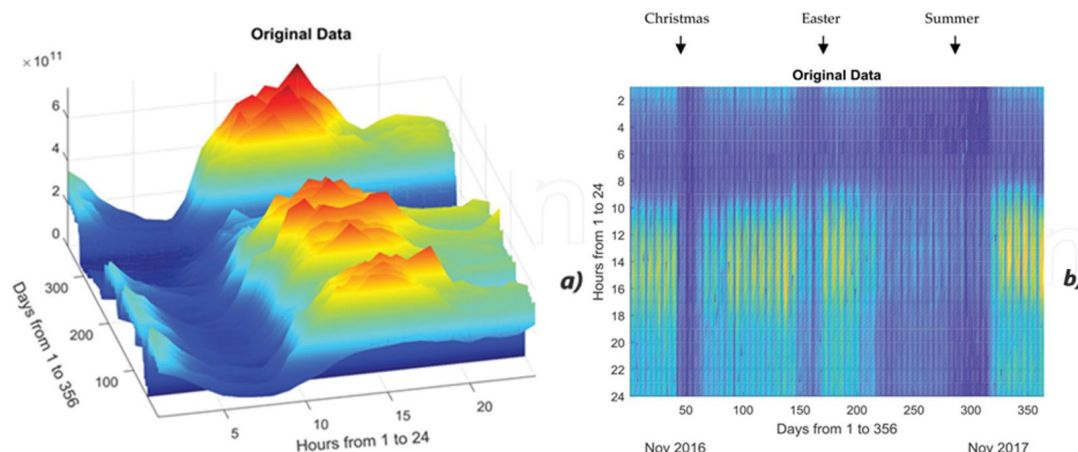 Original Data
× 10¹¹
6
4
2
0
300
200
100
Days from 1 to 356
5
10
15
20
Hours from 1 to 24
a)
Christmas
Easter
Summer
Original Data
2
4
6
8
10
12
14
16
18
20
22
24
Hours from 1 to 24
50
100
150
200
250
300
350
Days from 1 to 356
Nov 2016
Nov 2017
b)